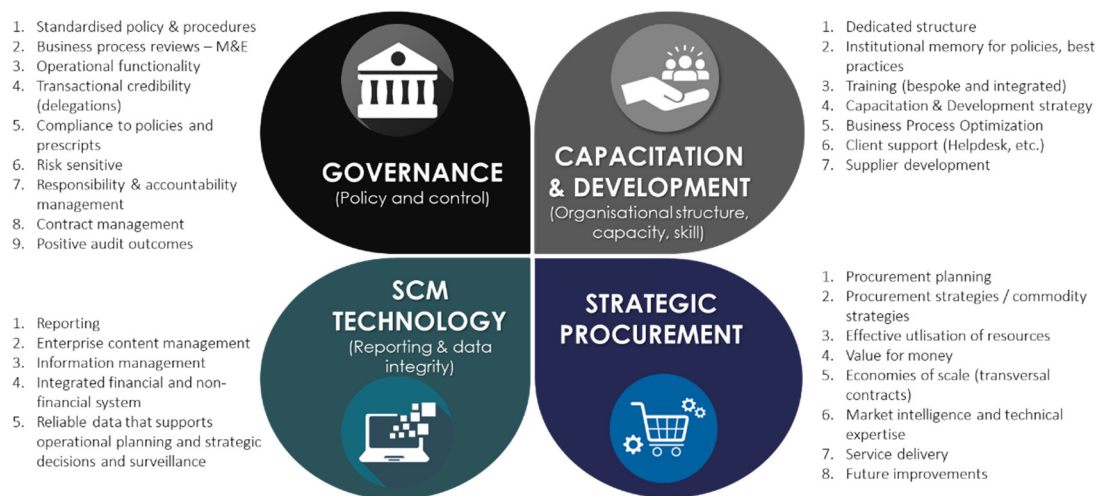 1. Standardised policy & procedures
2. Business process reviews – M&E
3. Operational functionality
4. Transactional credibility
(delegations)
5. Compliance to policies and
prescripts
6. Risk sensitive
7. Responsibility & accountability
management
8. Contract management
9. Positive audit outcomes
GOVERNANCE
(Policy and control)
CAPACITATION
& DEVELOPMENT
(Organisational structure,
capacity, skill)
1. Dedicated structure
2. Institutional memory for policies, best
practices
3. Training (bespoke and integrated)
4. Capacitation & Development strategy
5. Business Process Optimization
6. Client support (Helpdesk, etc.)
7. Supplier development
1. Reporting
2. Enterprise content management
3. Information management
4. Integrated financial and non-
financial system
5. Reliable data that supports
operational planning and strategic
decisions and surveillance
SCM
TECHNOLOGY
(Reporting & data
integrity)
STRATEGIC
PROCUREMENT
1. Procurement planning
2. Procurement strategies / commodity
strategies
3. Effective utlisation of resources
4. Value for money
5. Economies of scale (transversal
contracts)
6. Market intelligence and technical
expertise
7. Service delivery
8. Future improvements